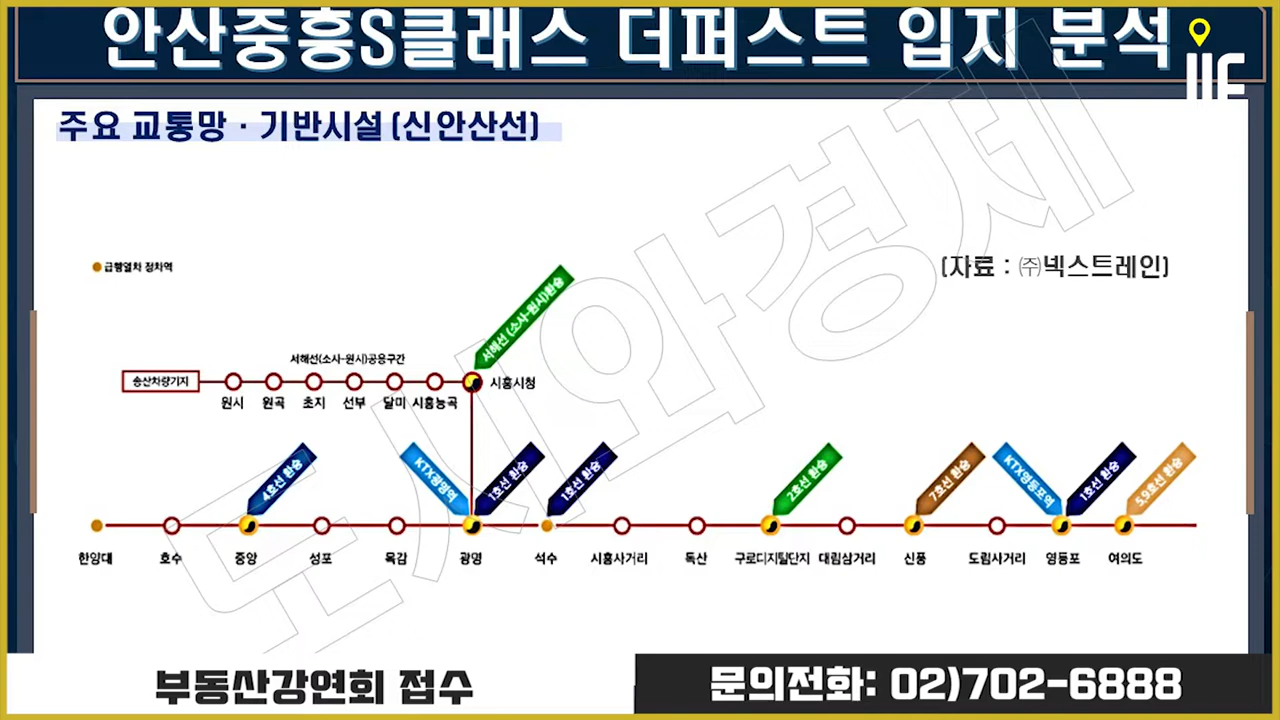 안산중흥S클래스 더퍼스트 입지 분석
주요 교통망 · 기반시설 (신안산선)
급행열차 정차역
(자료 : ㈜넥스트레인)
서해선 (소사-원시)환승
서해선(소사-원시)공용구간
송산차량기지
시흥시청
원시 원곡 초지 선부 달미 시흥능곡
4호선 환승
KTX광명역
1호선 환승
1호선 환승
2호선 환승
7호선 환승
KTX영등포역
1호선 환승
5,9호선 환승
한양대 호수 중앙 성포 목감 광명 석수 시흥사거리 독산 구로디지털단지 대림삼거리 신풍 도림사거리 영등포 여의도
도시와경제
부동산강연회 접수
문의전화: 02)702-6888